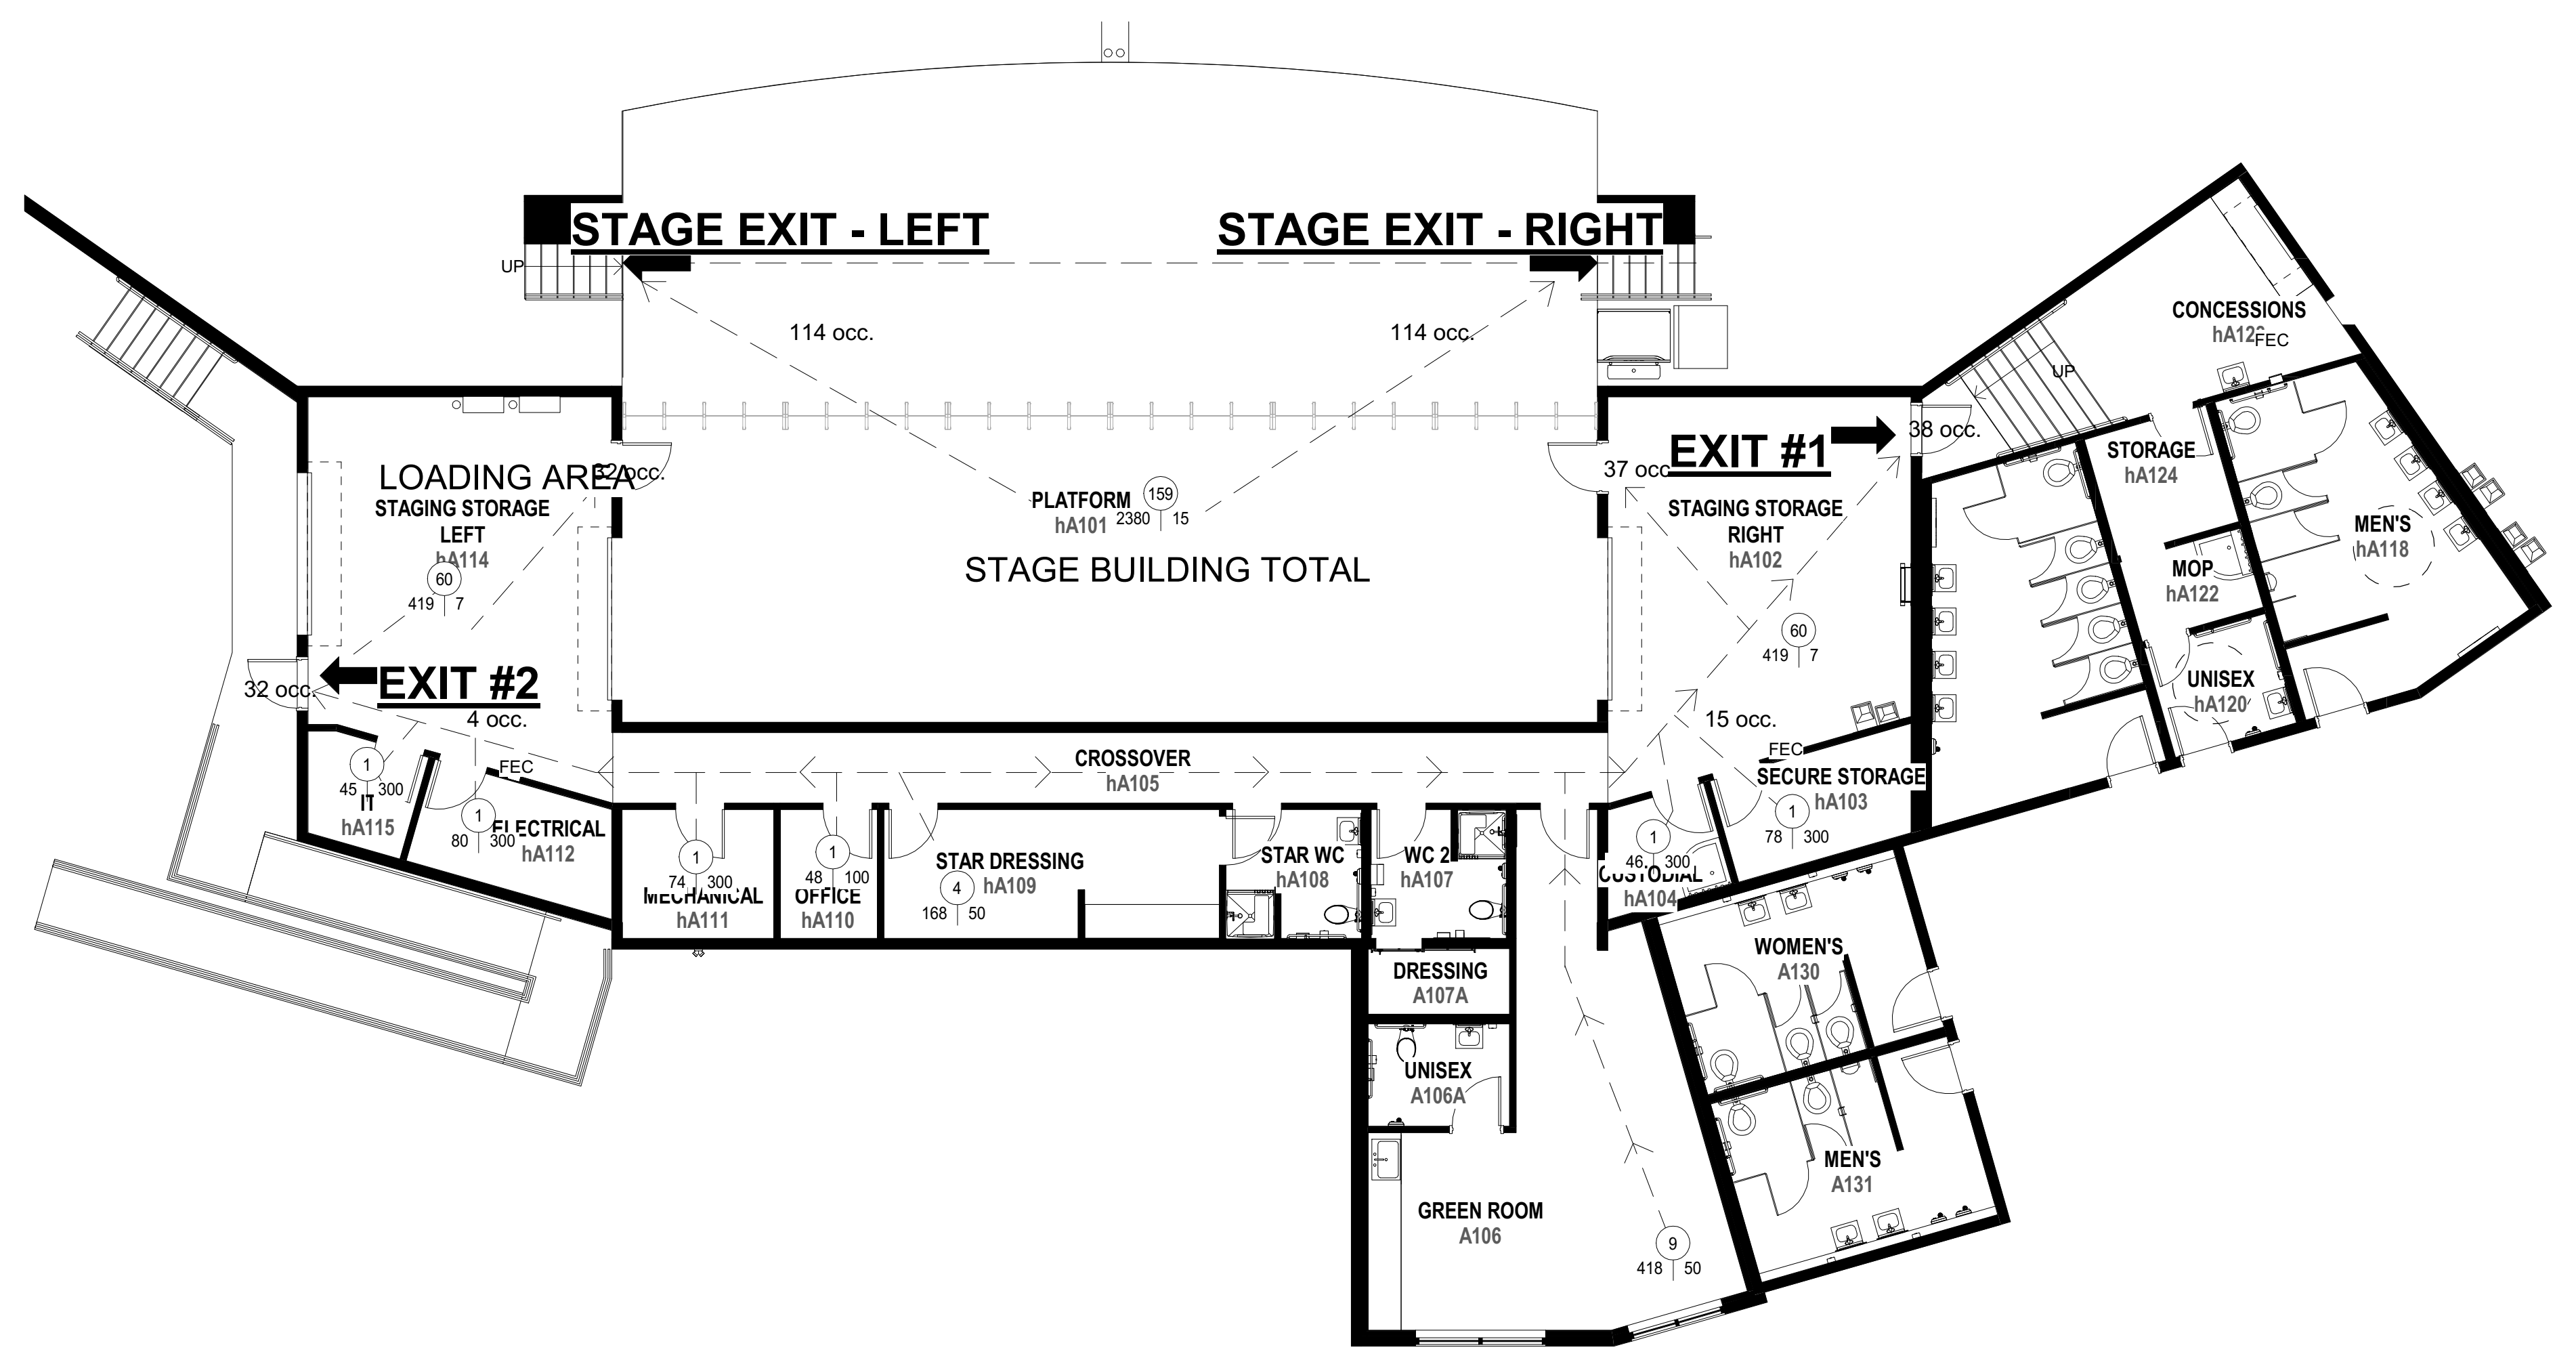 STAGE EXIT - LEFT
STAGE EXIT - RIGHT
UP
114 occ.
114 occ.
CONCESSIONS
FEC
UP
EXIT #1
38 occ.
LOADING AREA
37 occ
STAGING STORAGE
LEFT
hA114
60
419 7
PLATFORM
hA101
159
2380 15
STAGE BUILDING TOTAL
STAGING STORAGE
RIGHT
hA102
60
419 7
STORAGE
hA124
MEN'S
hA118
MOP
hA122
UNISEX
hA120
EXIT #2
32 occ.
4 occ.
15 occ.
FEC
FEC
CROSSOVER
hA105
SECURE STORAGE
hA103
1
78 300
1
45 300
IT
hA115
1
80 300
ELECTRICAL
hA112
1
74 300
MECHANICAL
hA111
1
48 100
OFFICE
hA110
STAR DRESSING
hA109
4
168 50
STAR WC
hA108
WC 2
hA107
1
46 300
CUSTODIAL
hA104
DRESSING
A107A
WOMEN'S
A130
UNISEX
A106A
MEN'S
A131
GREEN ROOM
A106
9
418 50